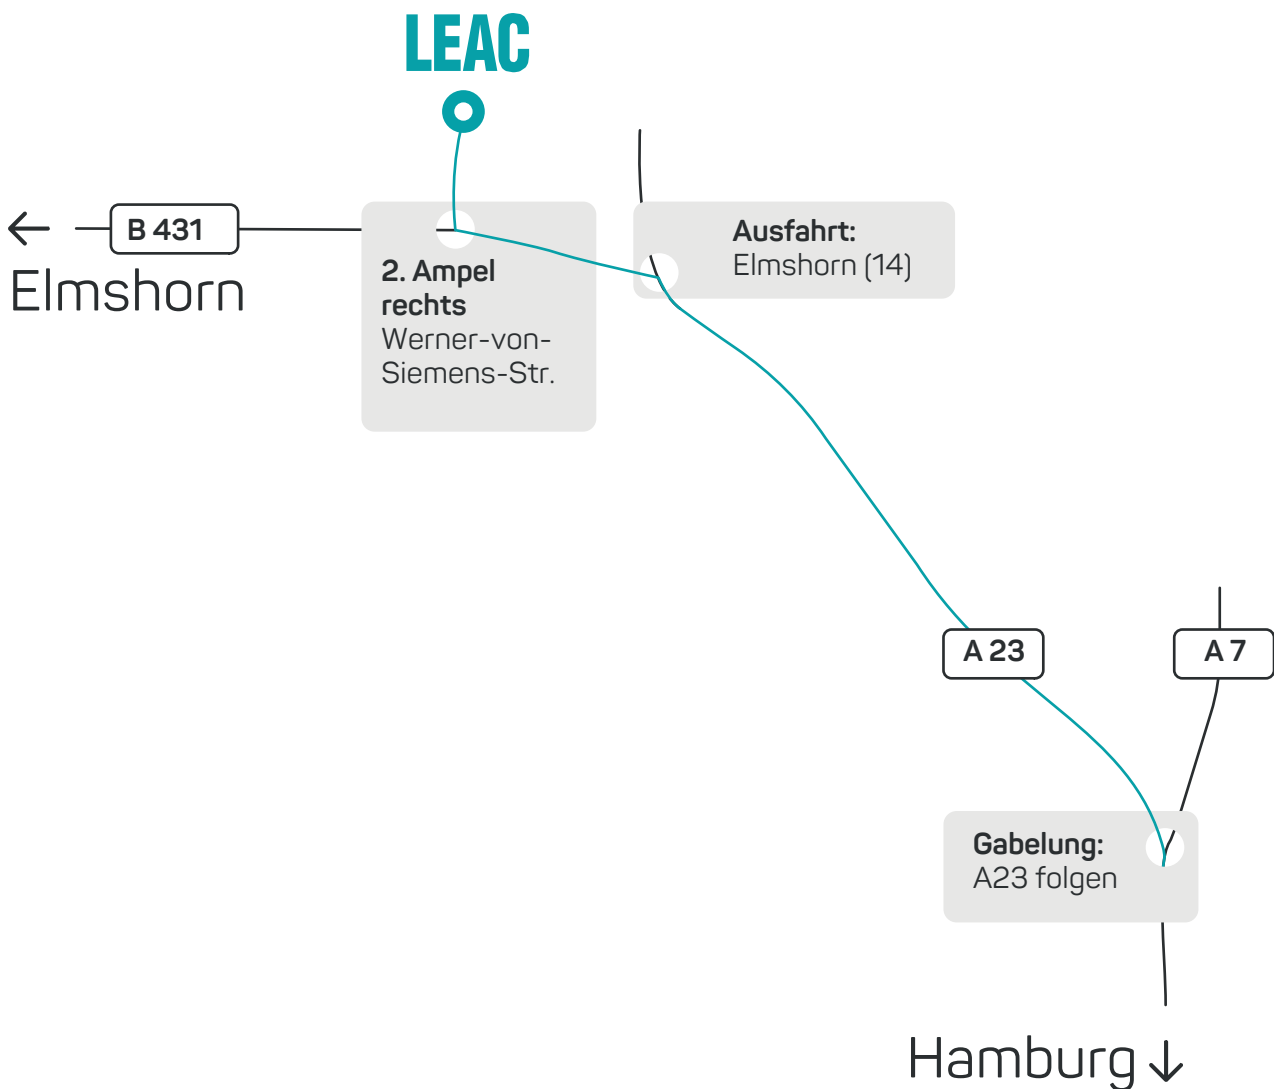 LEAC
B 431
Elmshorn
2. Ampel
rechts
Werner-von-
Siemens-Str.
Ausfahrt:
Elmshorn (14)
A 23
A 7
Gabelung:
A23 folgen
Hamburg